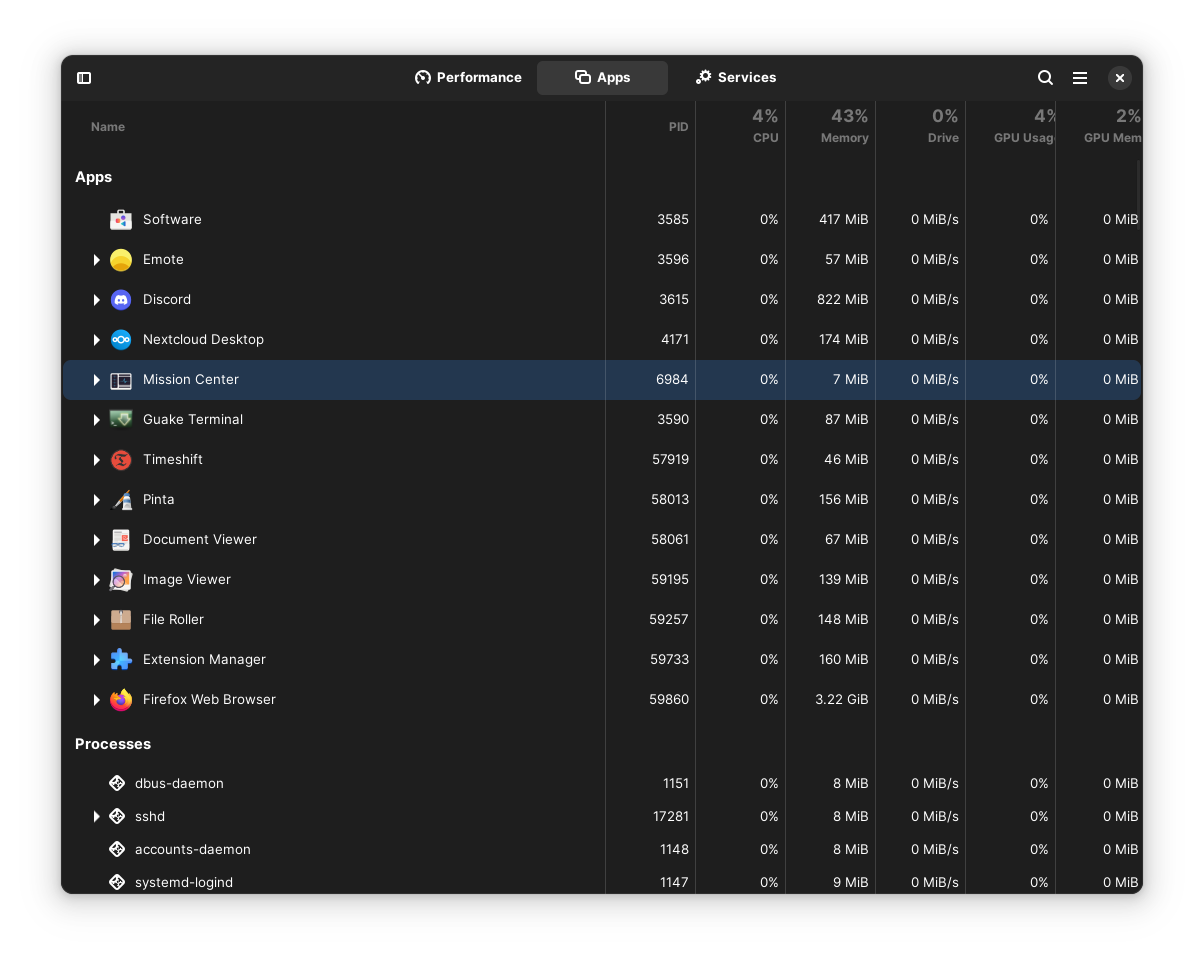 Performance Apps Services
4% 43% 0% 4% 2%
Name PID CPU Memory Drive GPU Usag GPU Mem
Apps
Software 3585 0% 417 MiB 0 MiB/s 0% 0 MiB
Emote 3596 0% 57 MiB 0 MiB/s 0% 0 MiB
Discord 3615 0% 822 MiB 0 MiB/s 0% 0 MiB
Nextcloud Desktop 4171 0% 174 MiB 0 MiB/s 0% 0 MiB
Mission Center 6984 0% 7 MiB 0 MiB/s 0% 0 MiB
Guake Terminal 3590 0% 87 MiB 0 MiB/s 0% 0 MiB
Timeshift 57919 0% 46 MiB 0 MiB/s 0% 0 MiB
Pinta 58013 0% 156 MiB 0 MiB/s 0% 0 MiB
Document Viewer 58061 0% 67 MiB 0 MiB/s 0% 0 MiB
Image Viewer 59195 0% 139 MiB 0 MiB/s 0% 0 MiB
File Roller 59257 0% 148 MiB 0 MiB/s 0% 0 MiB
Extension Manager 59733 0% 160 MiB 0 MiB/s 0% 0 MiB
Firefox Web Browser 59860 0% 3.22 GiB 0 MiB/s 0% 0 MiB
Processes
dbus-daemon 1151 0% 8 MiB 0 MiB/s 0% 0 MiB
sshd 17281 0% 8 MiB 0 MiB/s 0% 0 MiB
accounts-daemon 1148 0% 8 MiB 0 MiB/s 0% 0 MiB
systemd-logind 1147 0% 9 MiB 0 MiB/s 0% 0 MiB